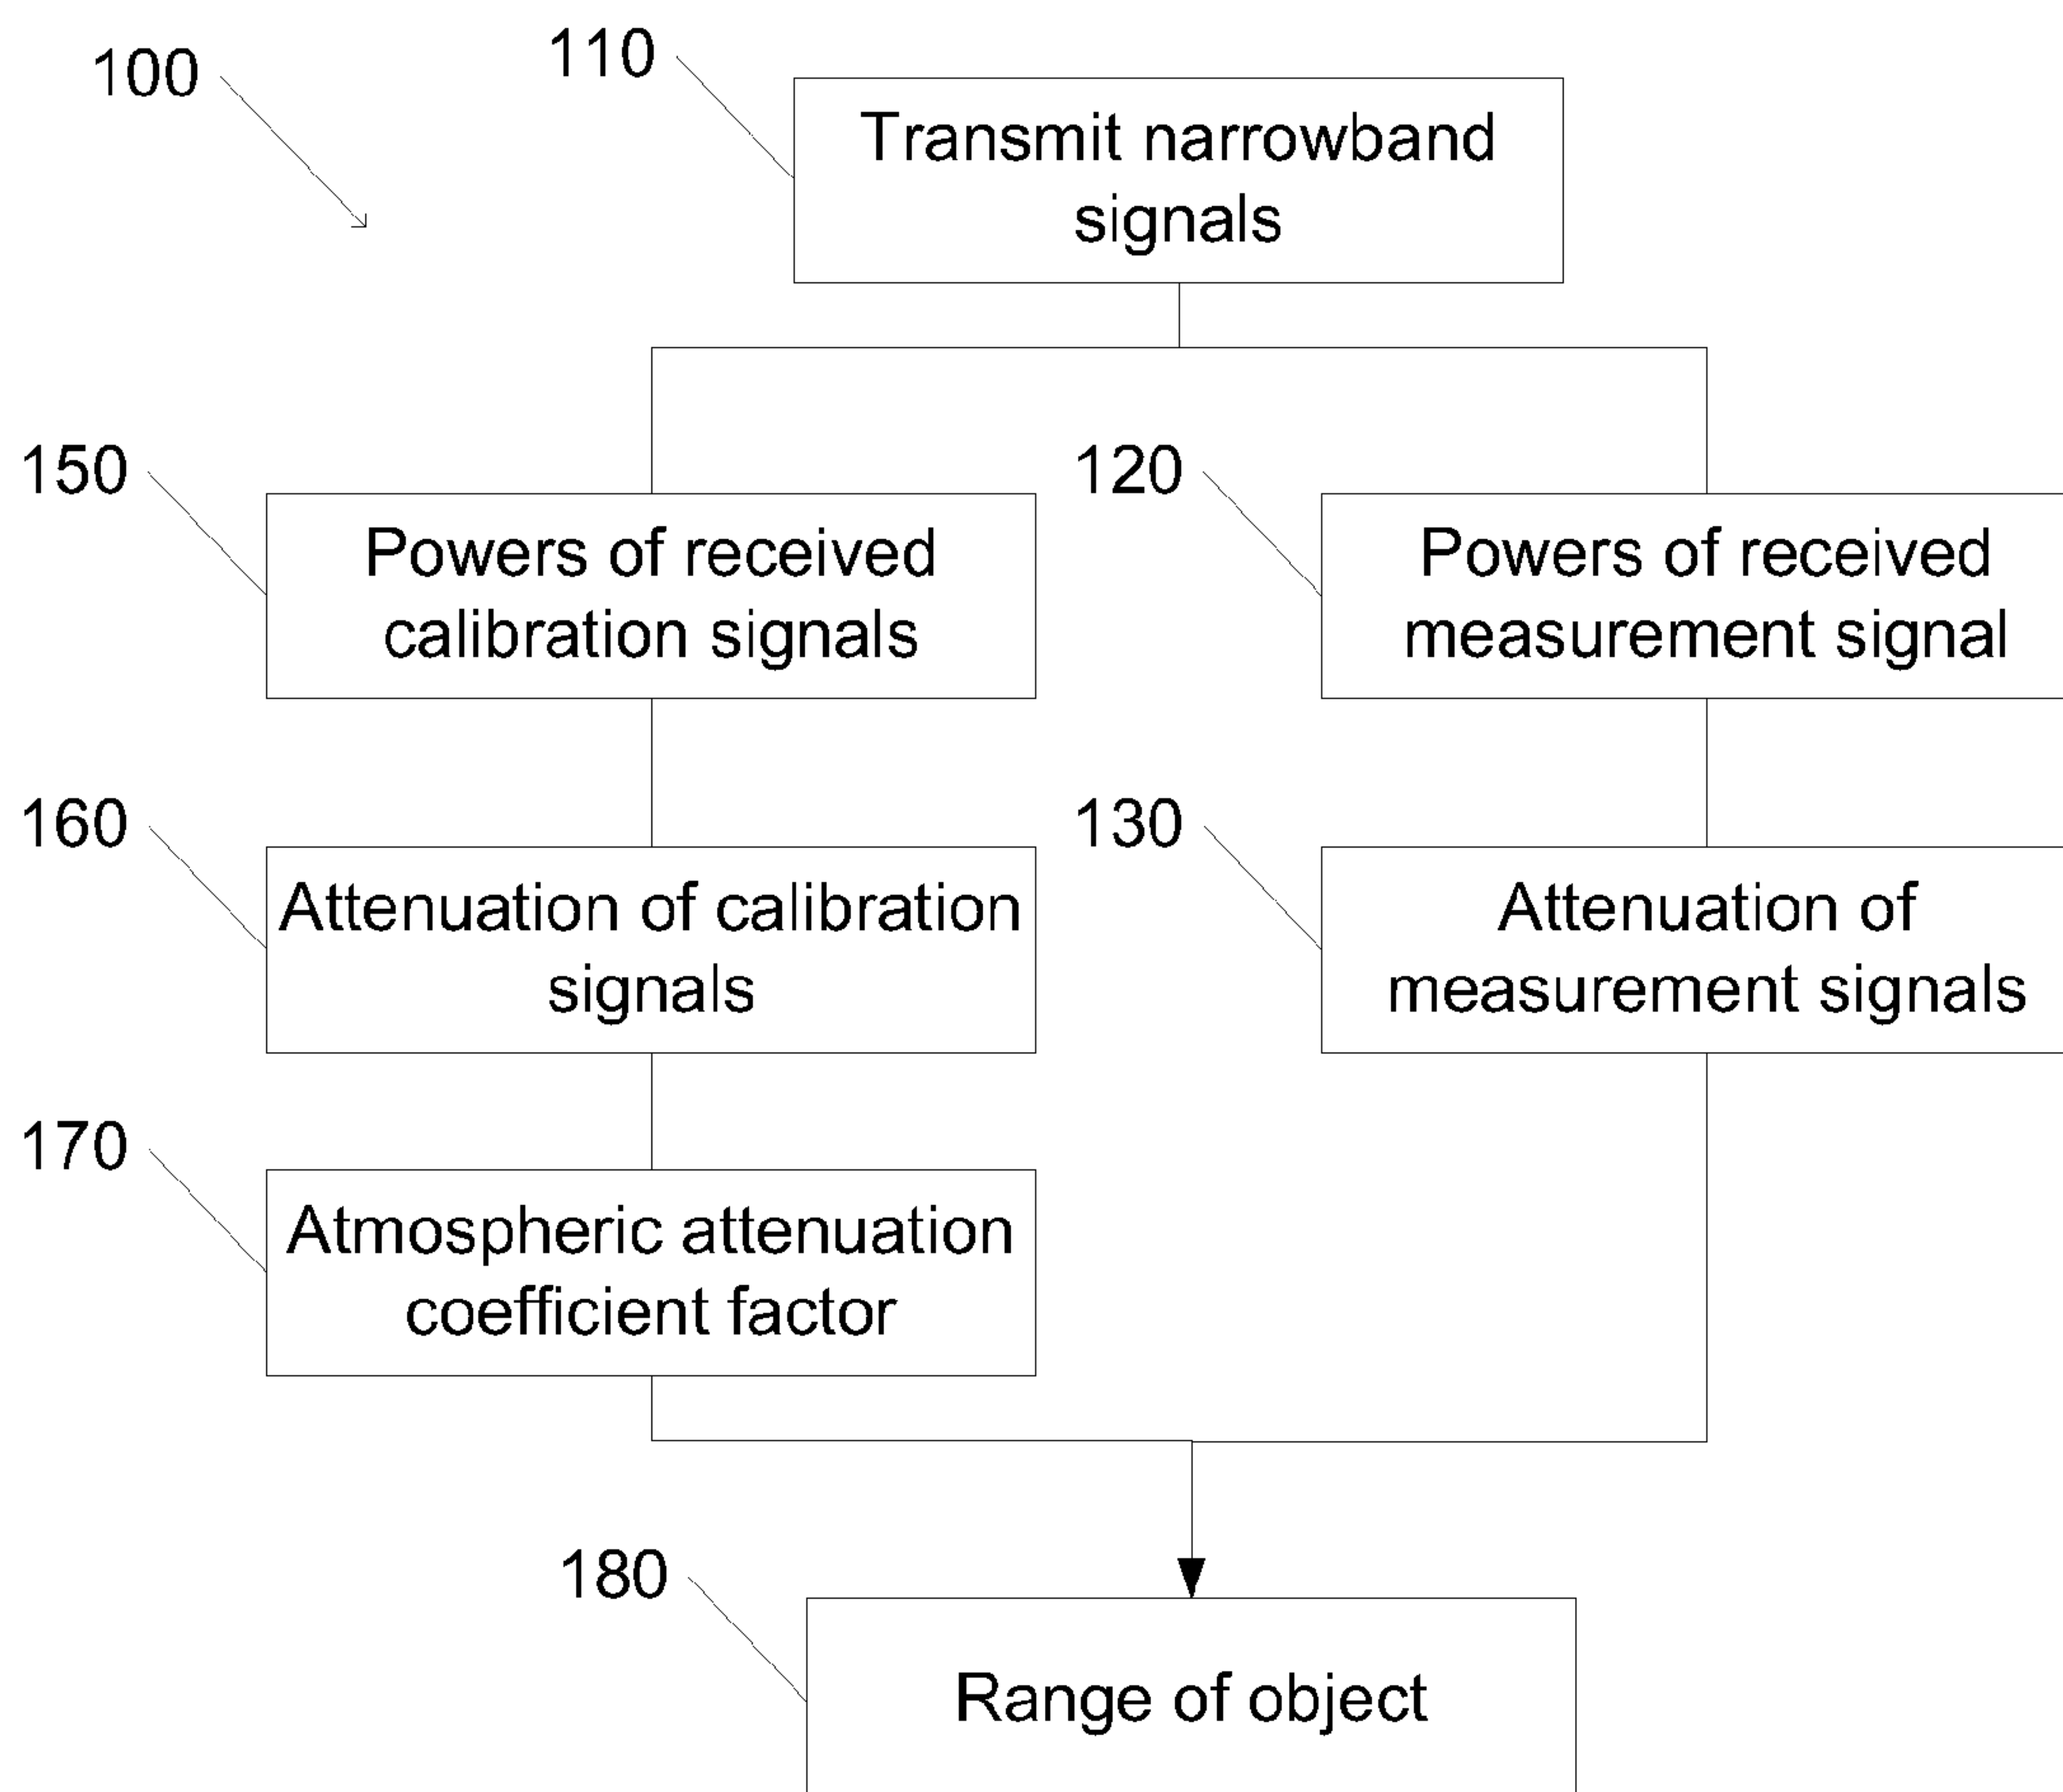 100
110
Transmit narrowband
signals
150
Powers of received
calibration signals
120
Powers of received
measurement signal
160
Attenuation of calibration
signals
130
Attenuation of
measurement signals
170
Atmospheric attenuation
coefficient factor
180
Range of object